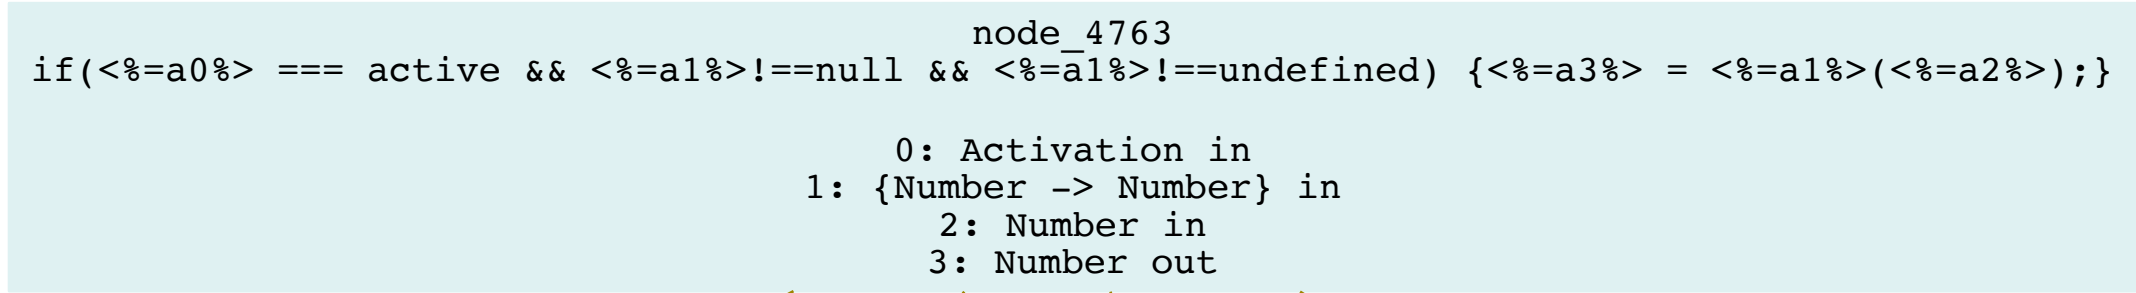 node_4763
if(<%=a0%> === active && <%=a1%>!==null && <%=a1%>!==undefined) {<%=a3%> = <%=a1%>(<%=a2%>);}
0: Activation in
1: {Number -> Number} in
2: Number in
3: Number out